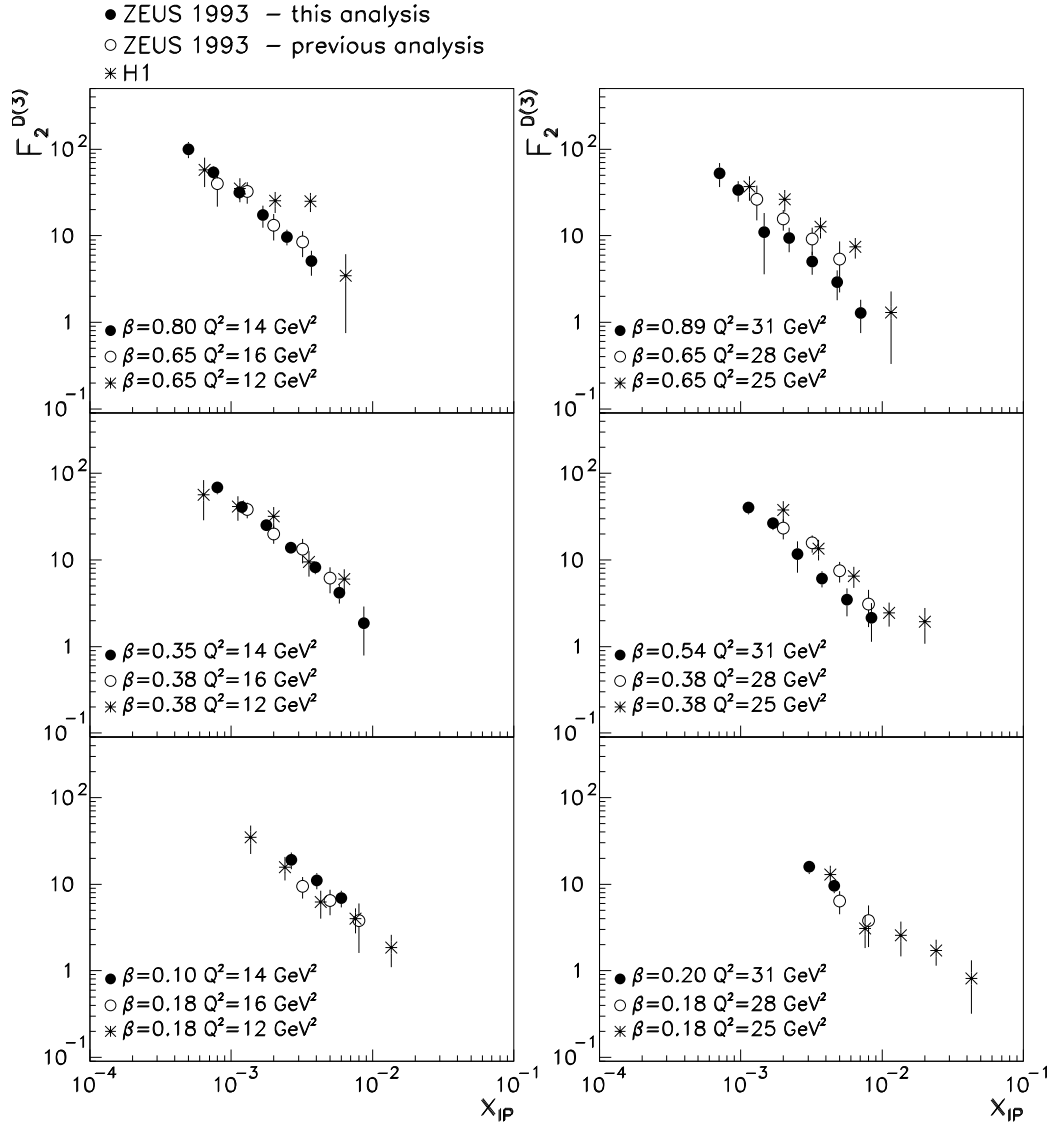 ● ZEUS 1993 – this analysis
○ ZEUS 1993 – previous analysis
✳ H1
F₂^D(3)
F₂^D(3)
10²
10
1
10⁻¹
● β=0.80 Q²=14 GeV²
○ β=0.65 Q²=16 GeV²
✳ β=0.65 Q²=12 GeV²
10²
10
1
10⁻¹
● β=0.89 Q²=31 GeV²
○ β=0.65 Q²=28 GeV²
✳ β=0.65 Q²=25 GeV²
10²
10
1
10⁻¹
● β=0.35 Q²=14 GeV²
○ β=0.38 Q²=16 GeV²
✳ β=0.38 Q²=12 GeV²
10²
10
1
10⁻¹
● β=0.54 Q²=31 GeV²
○ β=0.38 Q²=28 GeV²
✳ β=0.38 Q²=25 GeV²
10²
10
1
10⁻¹
● β=0.10 Q²=14 GeV²
○ β=0.18 Q²=16 GeV²
✳ β=0.18 Q²=12 GeV²
10⁻⁴ 10⁻³ 10⁻² 
x_IP
10²
10
1
10⁻¹
● β=0.20 Q²=31 GeV²
○ β=0.18 Q²=28 GeV²
✳ β=0.18 Q²=25 GeV²
10⁻⁴ 10⁻³ 10⁻² 10⁻¹
x_IP